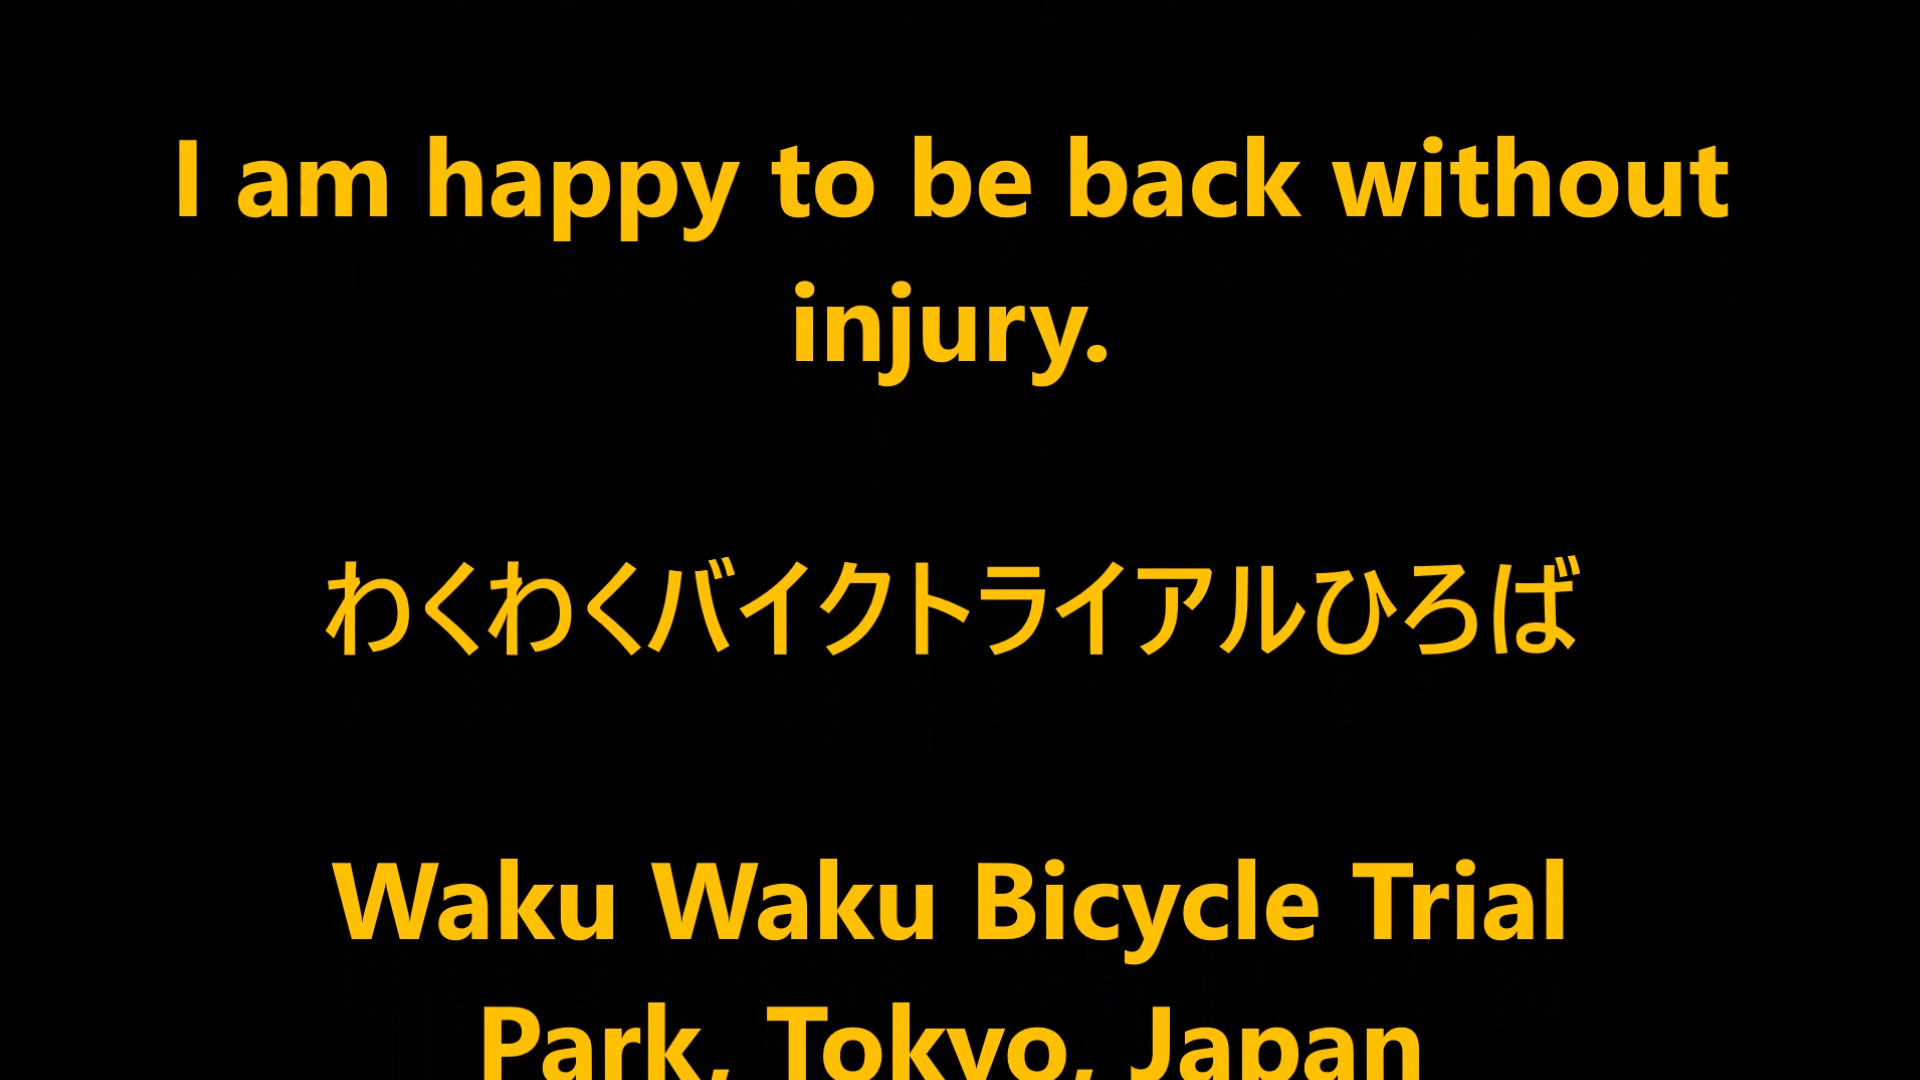 I am happy to be back without
injury.
わくわくバイクトライアルひろば
Waku Waku Bicycle Trial
Park, Tokyo, Japan